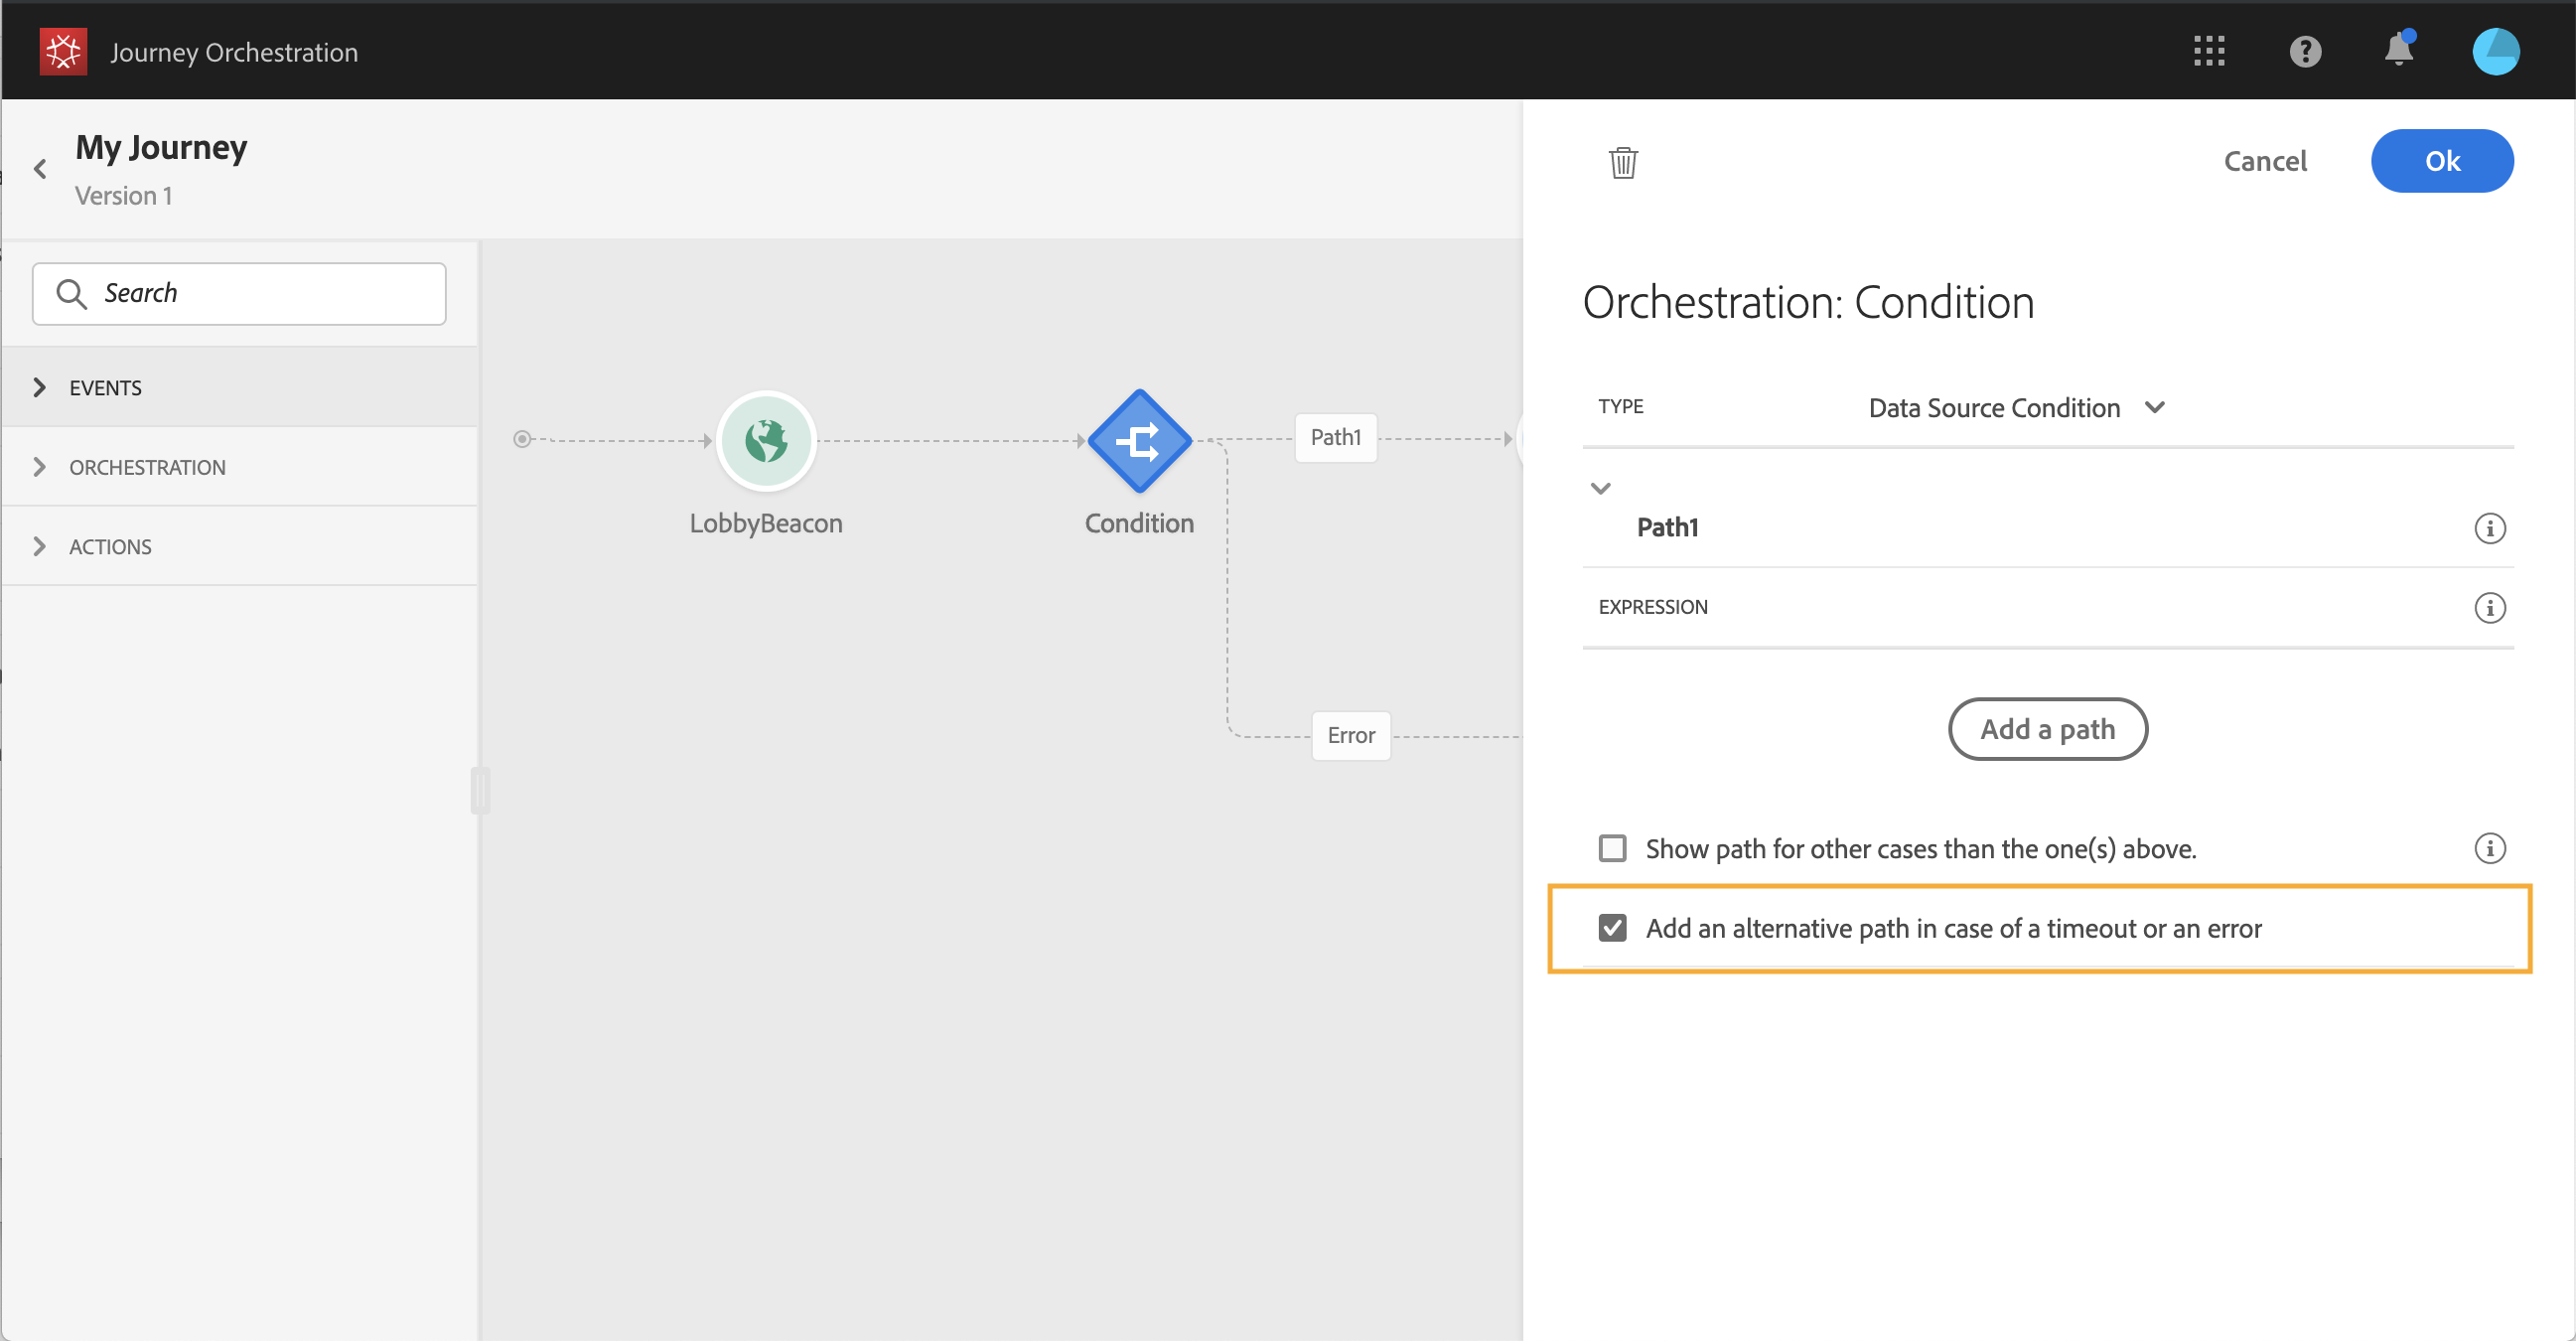 Journey Orchestration
My Journey
Version 1
Cancel
Ok
Search
EVENTS
ORCHESTRATION
ACTIONS
LobbyBeacon
Condition
Path1
Error
Orchestration: Condition
TYPE
Data Source Condition
Path1
EXPRESSION
Add a path
Show path for other cases than the one(s) above.
Add an alternative path in case of a timeout or an error